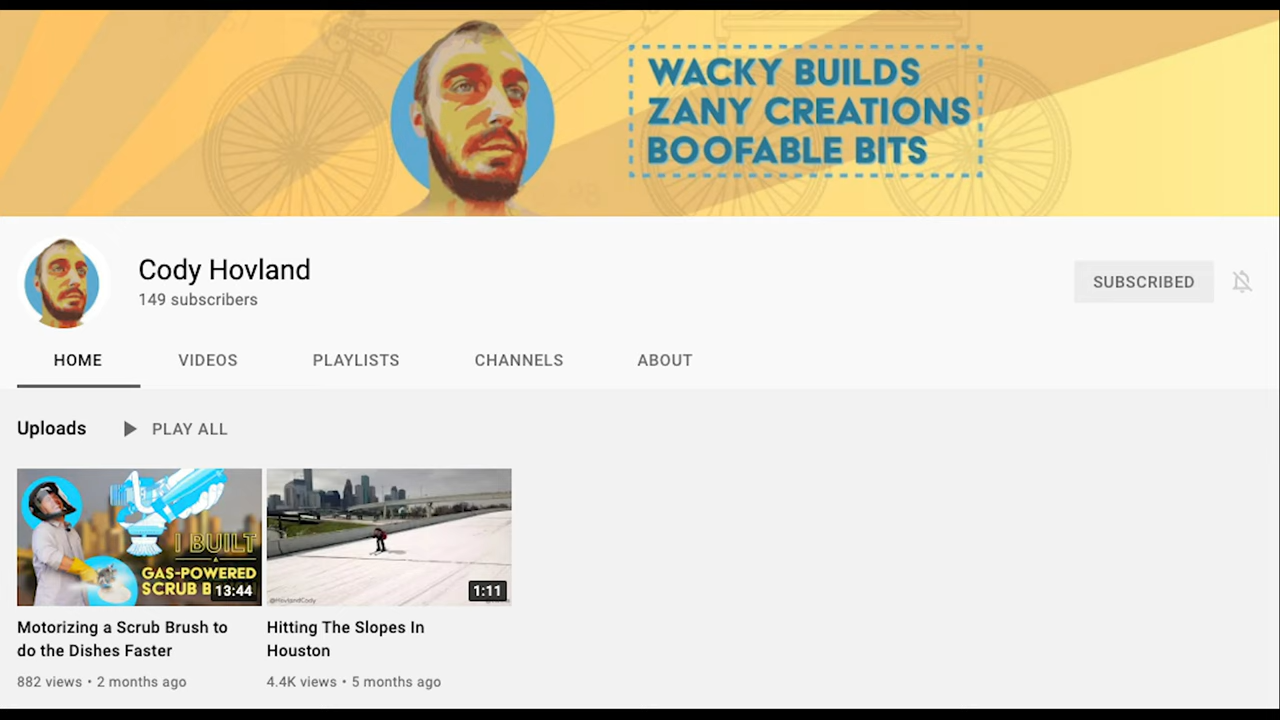 WACKY BUILDS
ZANY CREATIONS
BOOFABLE BITS
Cody Hovland
149 subscribers
SUBSCRIBED
HOME
VIDEOS
PLAYLISTS
CHANNELS
ABOUT
Uploads
PLAY ALL
I BUILT
A
GAS-POWERED
SCRUB
13:44
@HovlandCody
1:11
Motorizing a Scrub Brush to
do the Dishes Faster
882 views • 2 months ago
Hitting The Slopes In
Houston
4.4K views • 5 months ago